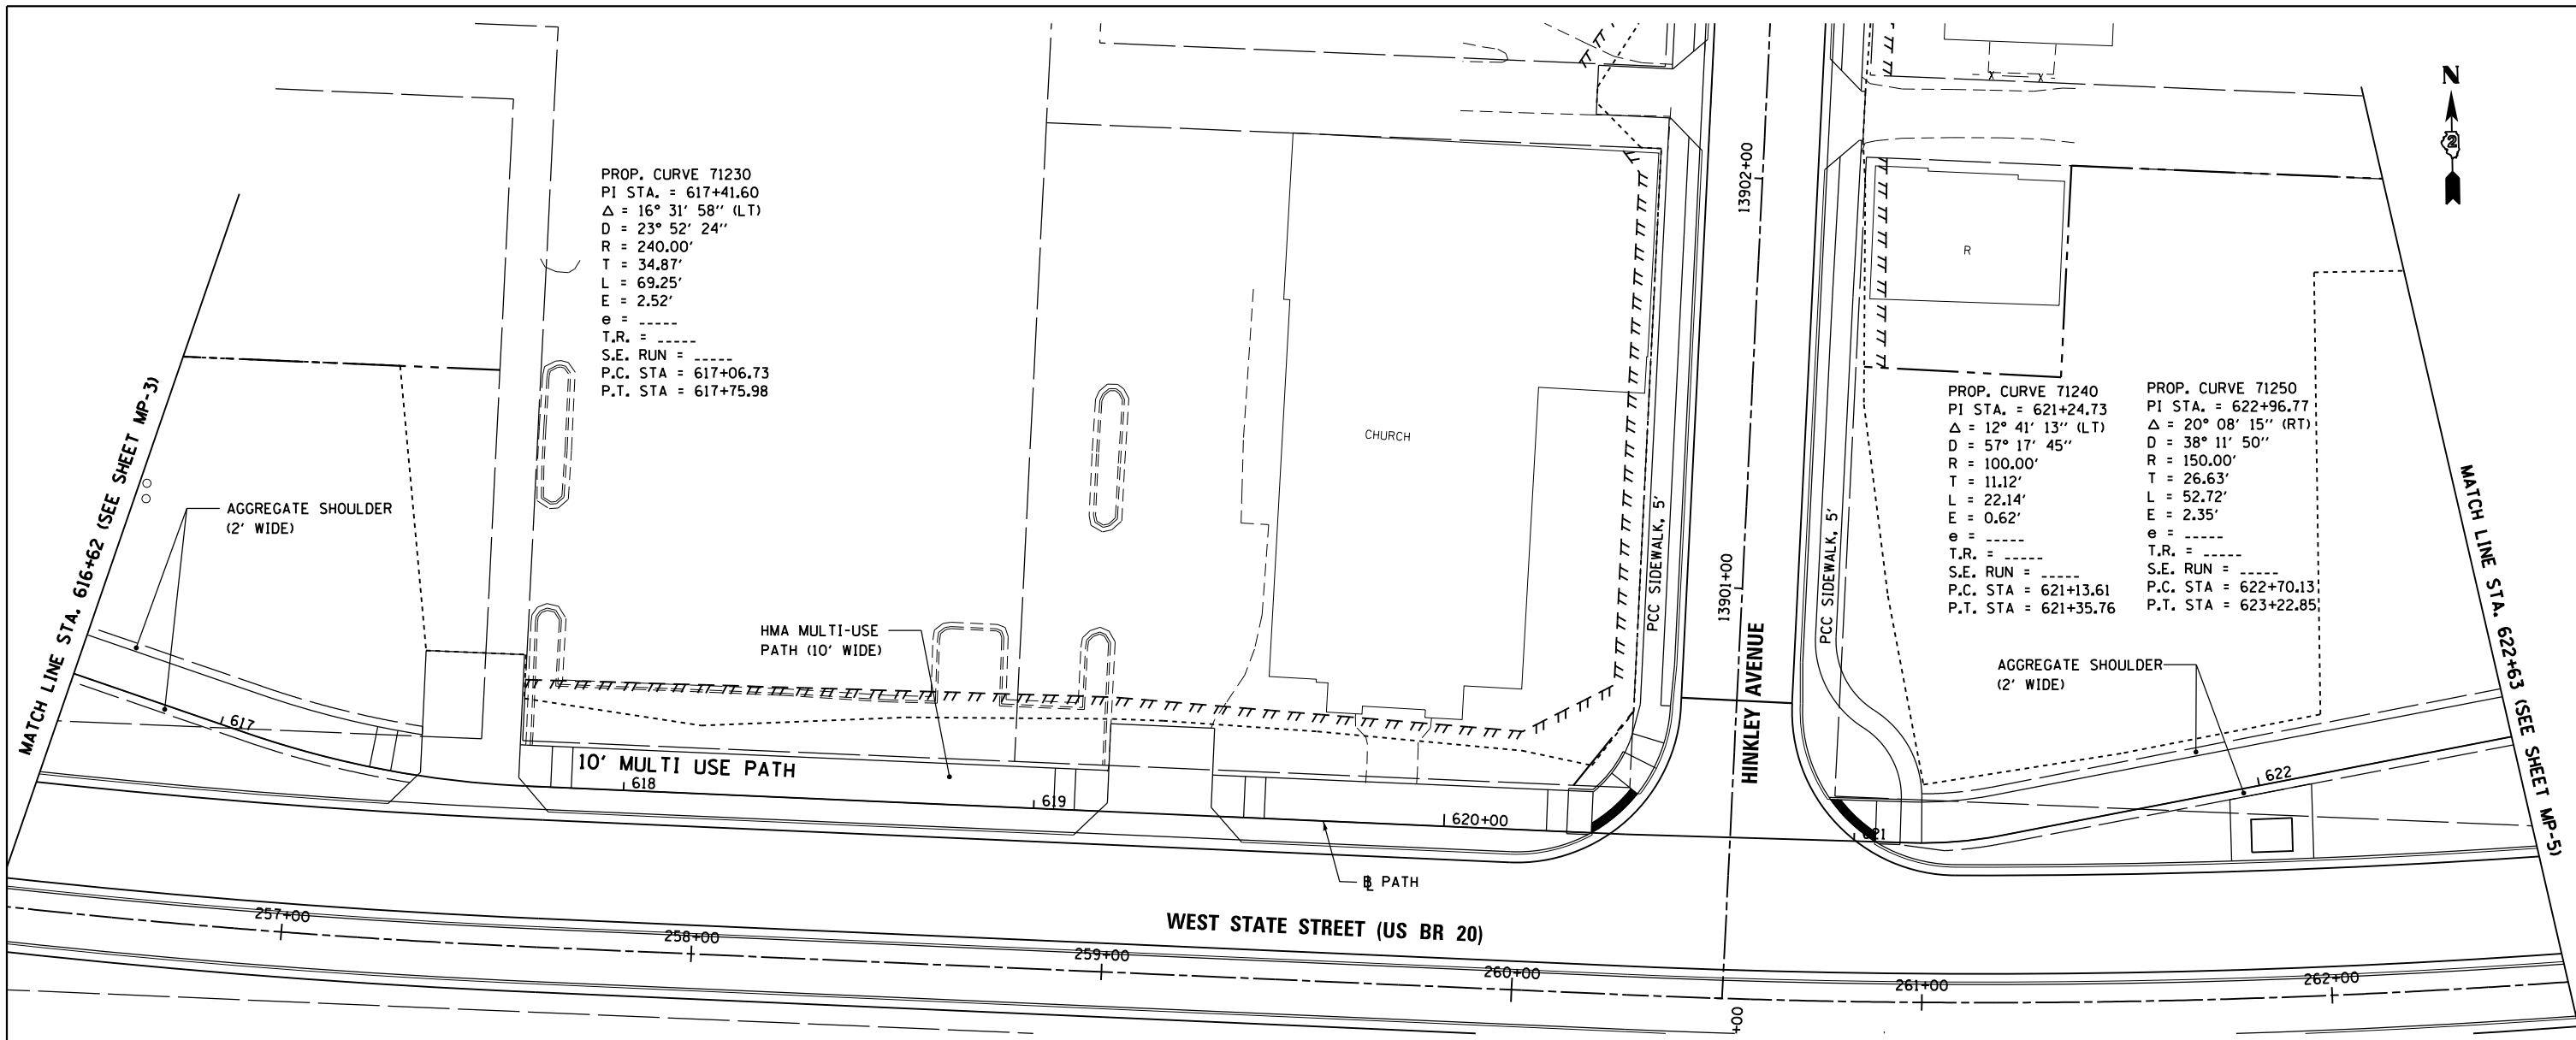 N
2
PROP. CURVE 71230
PI STA. = 617+41.60
Δ = 16° 31' 58'' (LT)
D = 23° 52' 24''
R = 240.00'
T = 34.87'
L = 69.25'
E = 2.52'
e = -----
T.R. = -----
S.E. RUN = -----
P.C. STA = 617+06.73
P.T. STA = 617+75.98
13902+00
R
CHURCH
PROP. CURVE 71240
PI STA. = 621+24.73
Δ = 12° 41' 13'' (LT)
D = 57° 17' 45''
R = 100.00'
T = 11.12'
L = 22.14'
E = 0.62'
e = -----
T.R. = -----
S.E. RUN = -----
P.C. STA = 621+13.61
P.T. STA = 621+35.76
PROP. CURVE 71250
PI STA. = 622+96.77
Δ = 20° 08' 15'' (RT)
D = 38° 11' 50''
R = 150.00'
T = 26.63'
L = 52.72'
E = 2.35'
e = -----
T.R. = -----
S.E. RUN = -----
P.C. STA = 622+70.13
P.T. STA = 623+22.85
MATCH LINE STA. 616+62 (SEE SHEET MP-3)
AGGREGATE SHOULDER
(2' WIDE)
HMA MULTI-USE
PATH (10' WIDE)
PCC SIDEWALK, 5'
13901+00
HINKLEY AVENUE
PCC SIDEWALK, 5'
AGGREGATE SHOULDER
(2' WIDE)
MATCH LINE STA. 622+63 (SEE SHEET MP-5)
617
10' MULTI USE PATH
618
619
620+00
621
622
BL PATH
WEST STATE STREET (US BR 20)
257+00
258+00
259+00
260+00
261+00
262+00
+00